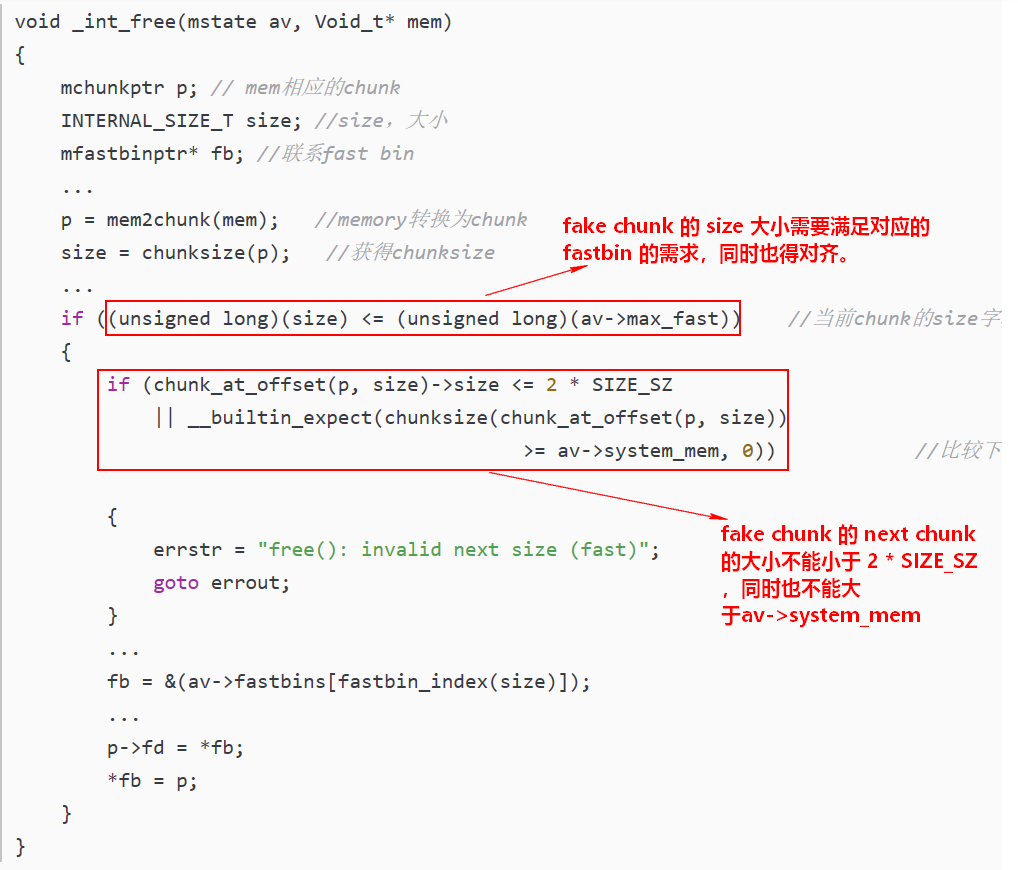 void _int_free(mstate av, Void_t* mem)
{
mchunkptr p; // mem相应的chunk
INTERNAL_SIZE_T size; //size，大小
mfastbinptr* fb; //联系fast bin
...
p = mem2chunk(mem); //memory转换为chunk
size = chunksize(p); //获得chunksize
fake chunk 的 size 大小需要满足对应的
fastbin 的需求，同时也得对齐。
...
if ((unsigned long)(size) <= (unsigned long)(av->max_fast)) //当前chunk的size字
{
if (chunk_at_offset(p, size)->size <= 2 * SIZE_SZ
|| __builtin_expect(chunksize(chunk_at_offset(p, size))
>= av->system_mem, 0)) //比较下
{
errstr = "free(): invalid next size (fast)";
goto errout;
}
fake chunk 的 next chunk
的大小不能小于 2 * SIZE_SZ
，同时也不能大
于av->system_mem
...
fb = &(av->fastbins[fastbin_index(size)]);
...
p->fd = *fb;
*fb = p;
}
}